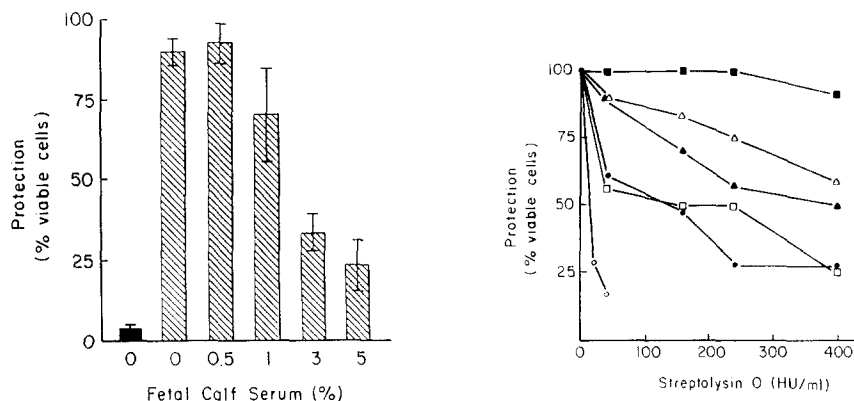 Protection
(% viable cells)
100
75
50
25
0
0 0 0.5 1 3 5
Fetal Calf Serum (%)
Protection
(% viable cells)
100
75
50
25
0 100 200 300 400
Streptolysin O (HU/ml)